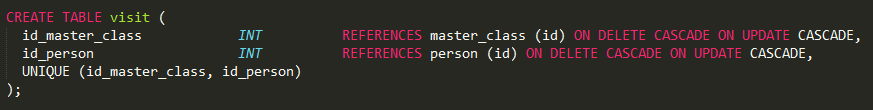 CREATE TABLE visit (
id_master_class INT REFERENCES master_class (id) ON DELETE CASCADE ON UPDATE CASCADE,
id_person INT REFERENCES person (id) ON DELETE CASCADE ON UPDATE CASCADE,
UNIQUE (id_master_class, id_person)
);